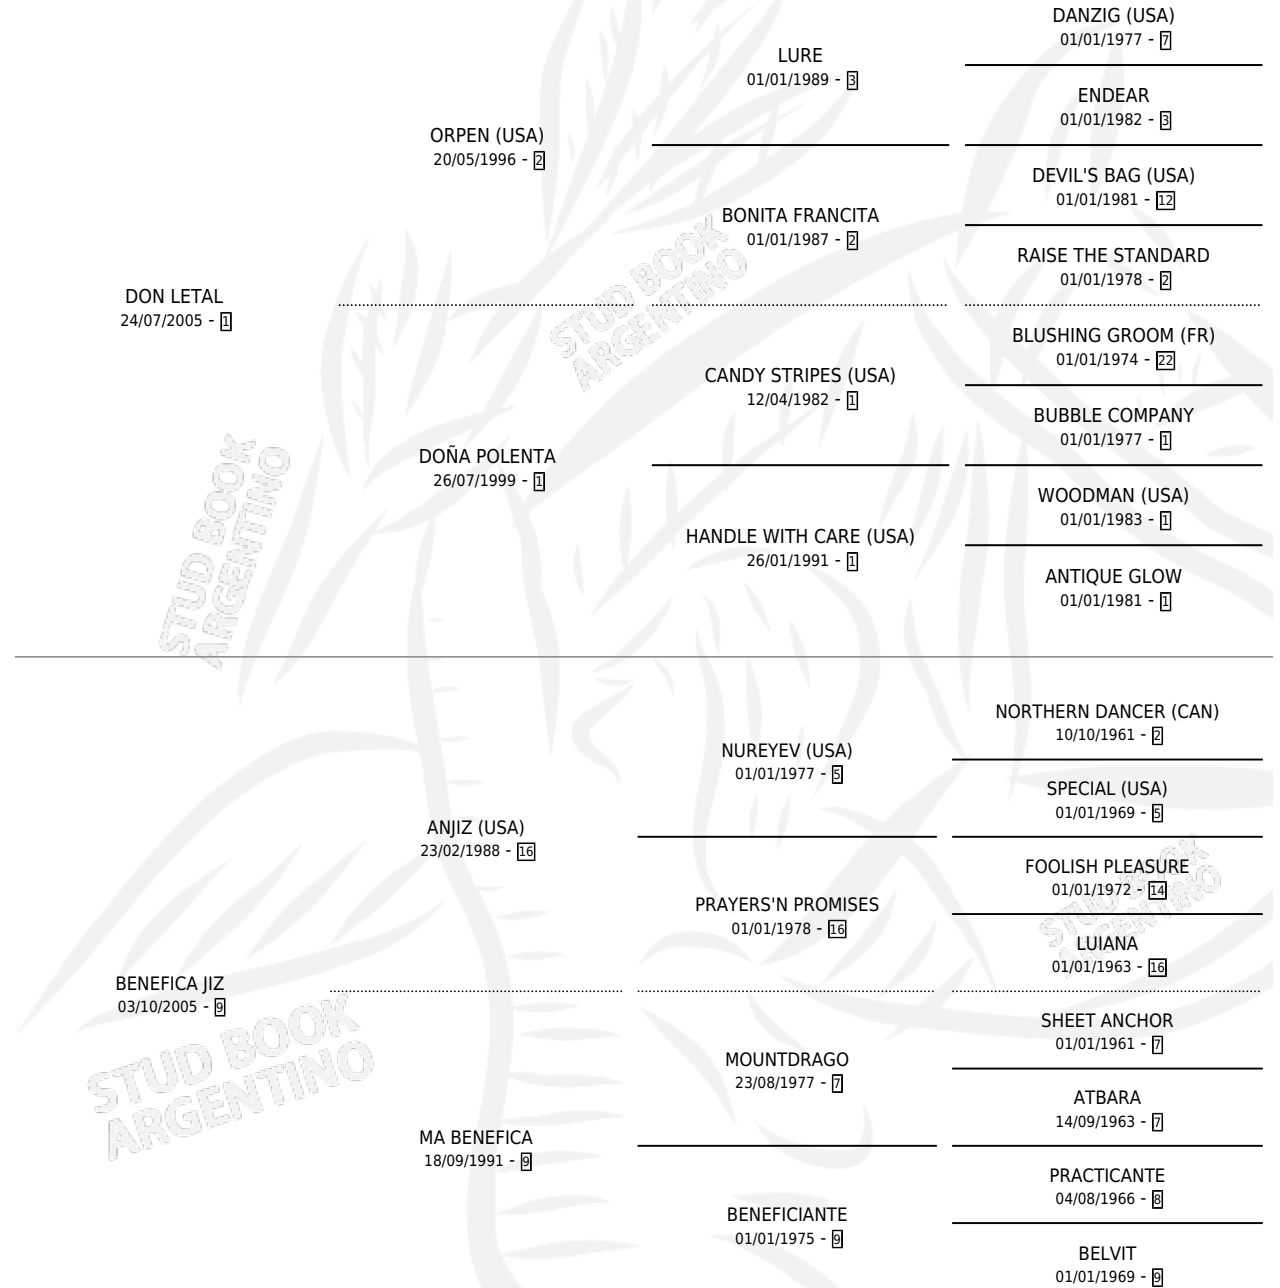 DON LETAL
24/07/2005 - 1
ORPEN (USA)
20/05/1996 - 2
LURE
01/01/1989 - 3
DANZIG (USA)
01/01/1977 - 7
ENDEAR
01/01/1982 - 3
BONITA FRANCITA
01/01/1987 - 2
DEVIL'S BAG (USA)
01/01/1981 - 12
RAISE THE STANDARD
01/01/1978 - 2
DOÑA POLENTA
26/07/1999 - 1
CANDY STRIPES (USA)
12/04/1982 - 1
BLUSHING GROOM (FR)
01/01/1974 - 22
BUBBLE COMPANY
01/01/1977 - 1
HANDLE WITH CARE (USA)
26/01/1991 - 1
WOODMAN (USA)
01/01/1983 - 1
ANTIQUE GLOW
01/01/1981 - 1
BENEFICA JIZ
03/10/2005 - 9
ANJIZ (USA)
23/02/1988 - 16
NUREYEV (USA)
01/01/1977 - 5
NORTHERN DANCER (CAN)
10/10/1961 - 2
SPECIAL (USA)
01/01/1969 - 5
PRAYERS'N PROMISES
01/01/1978 - 16
FOOLISH PLEASURE
01/01/1972 - 14
LUIANA
01/01/1963 - 16
MA BENEFICA
18/09/1991 - 9
MOUNTDRAGO
23/08/1977 - 7
SHEET ANCHOR
01/01/1961 - 7
ATBARA
14/09/1963 - 7
BENEFICIANTE
01/01/1975 - 9
PRACTICANTE
04/08/1966 - 8
BELVIT
01/01/1969 - 9
STUD BOOK
ARGENTINO
STUD BOOK
ARGENTINO
STUD BOOK
ARGENTINO
STUD BOOK
ARGENTINO